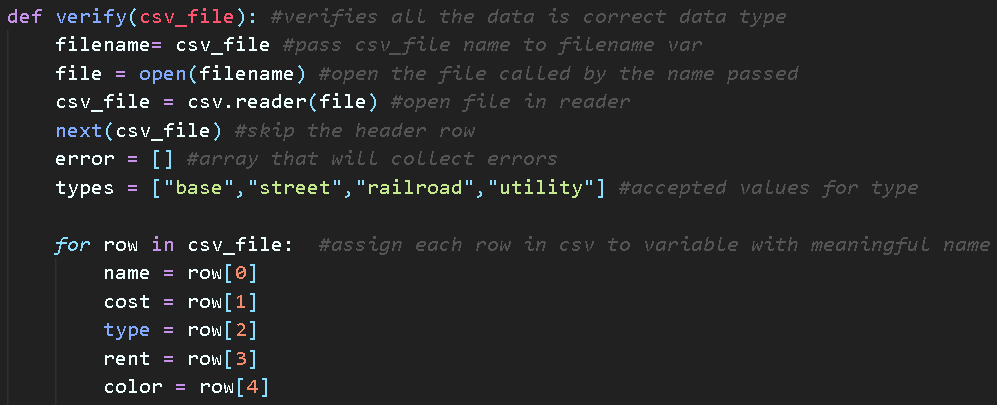 def verify(csv_file): #verifies all the data is correct data type
    filename= csv_file #pass csv_file name to filename var
    file = open(filename) #open the file called by the name passed
    csv_file = csv.reader(file) #open file in reader
    next(csv_file) #skip the header row
    error = [] #array that will collect errors
    types = ["base","street","railroad","utility"] #accepted values for type

    for row in csv_file:  #assign each row in csv to variable with meaningful name
        name = row[0]
        cost = row[1]
        type = row[2]
        rent = row[3]
        color = row[4]